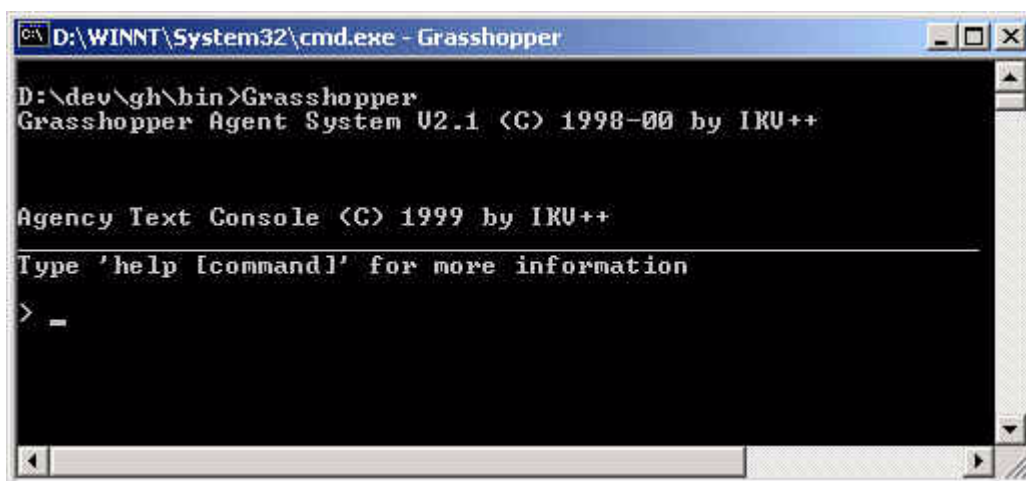 D:\WINNT\System32\cmd.exe - Grasshopper
D:\dev\gh\bin>Grasshopper
Grasshopper Agent System V2.1 (C) 1998-00 by IKV++
Agency Text Console (C) 1999 by IKV++
Type 'help [command]' for more information
> _